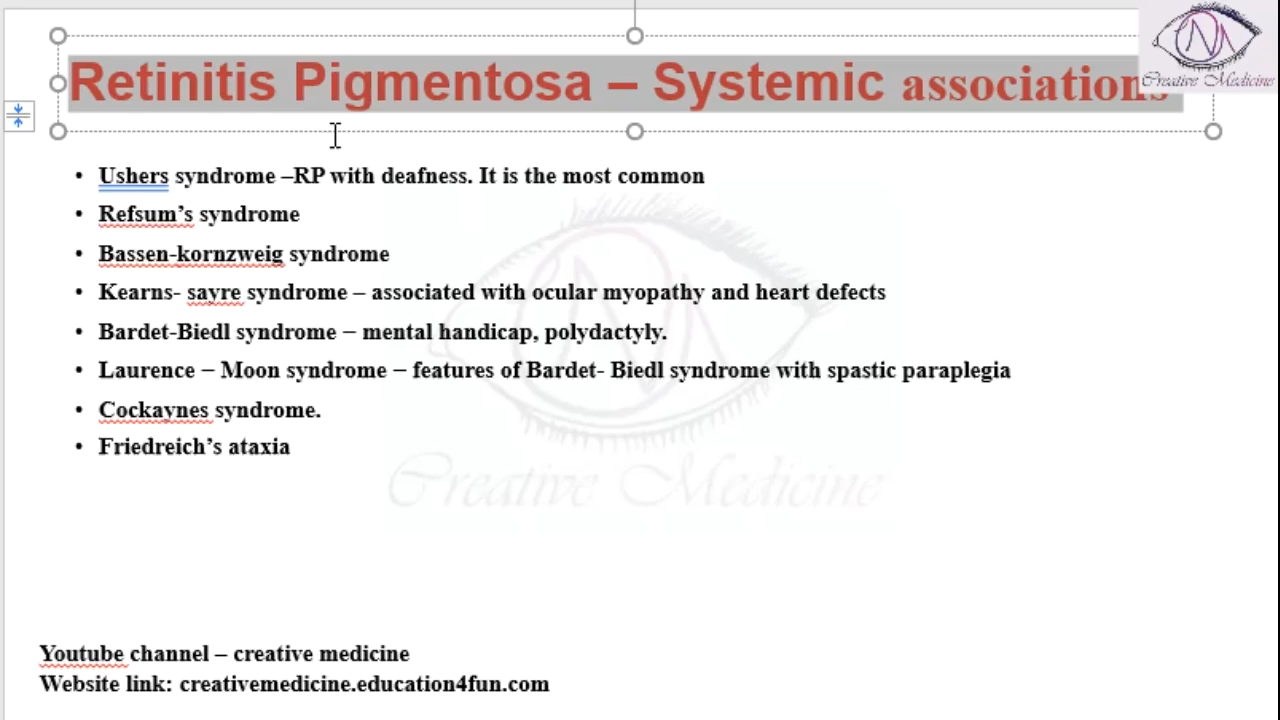 Retinitis Pigmentosa – Systemic associations
Creative Medicine
• Ushers syndrome –RP with deafness. It is the most common
• Refsum’s syndrome
• Bassen-kornzweig syndrome
• Kearns- sayre syndrome – associated with ocular myopathy and heart defects
• Bardet-Biedl syndrome – mental handicap, polydactyly.
• Laurence – Moon syndrome – features of Bardet- Biedl syndrome with spastic paraplegia
• Cockaynes syndrome.
• Friedreich’s ataxia
Creative Medicine
Youtube channel – creative medicine
Website link: creativemedicine.education4fun.com